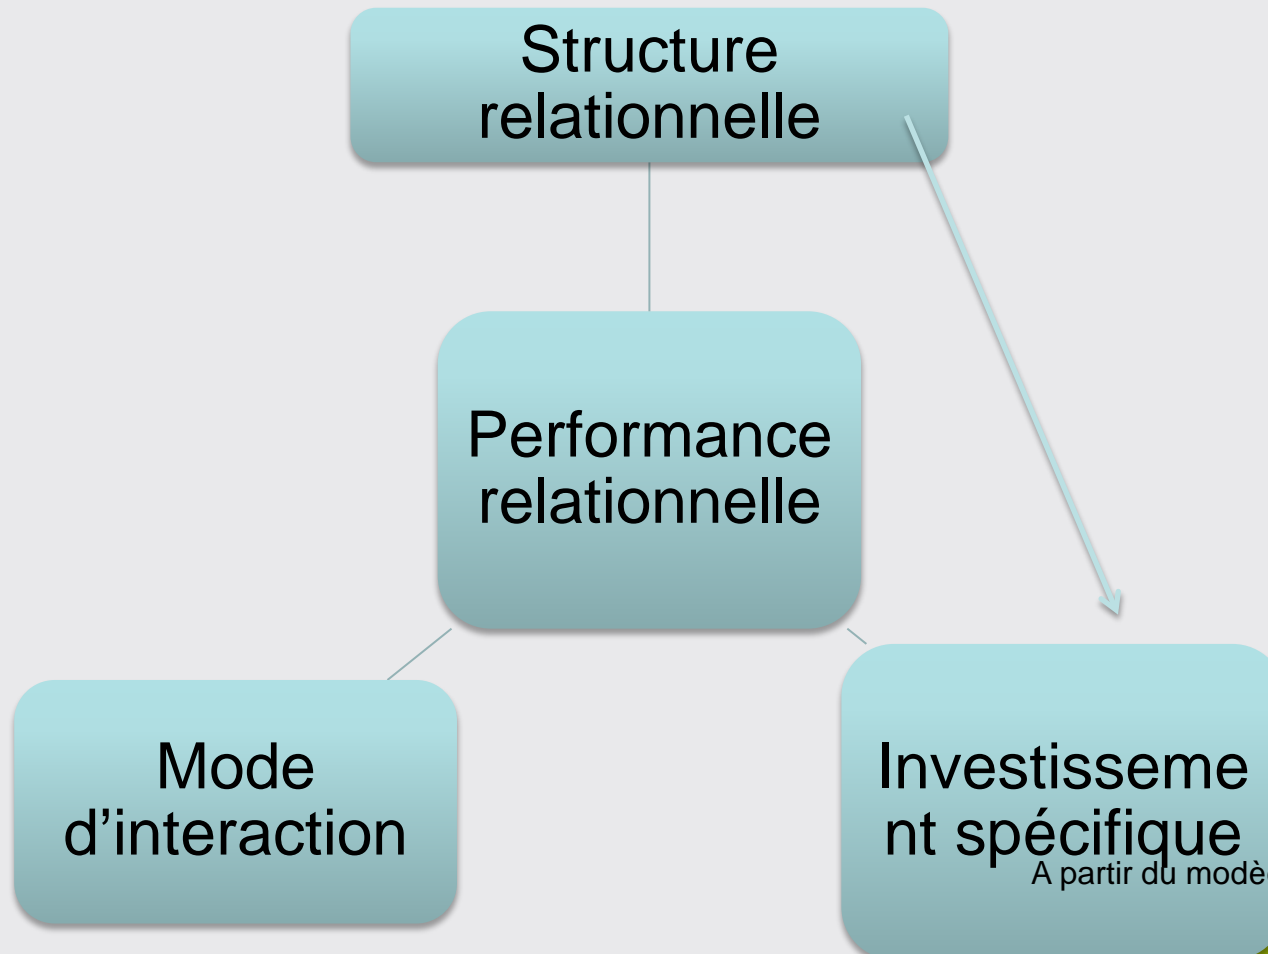 Structure
relationnelle
Performance
relationnelle
Mode
d’interaction
Investisseme
nt spécifique
A partir du modè